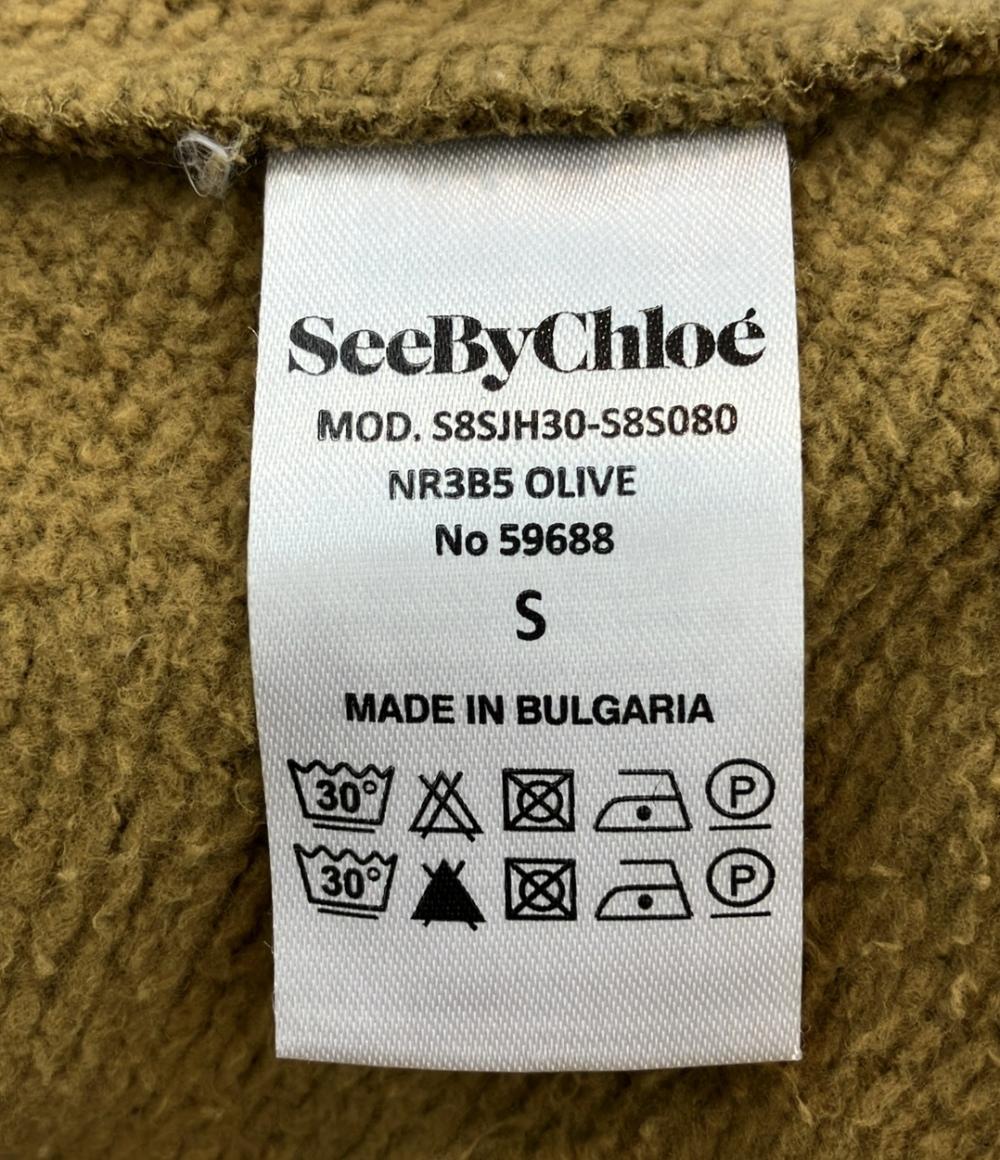 SeeByChloé
MOD. S8SJH30-S8S080
NR3B5 OLIVE
No 59688
S
MADE IN BULGARIA
30° P
30° P